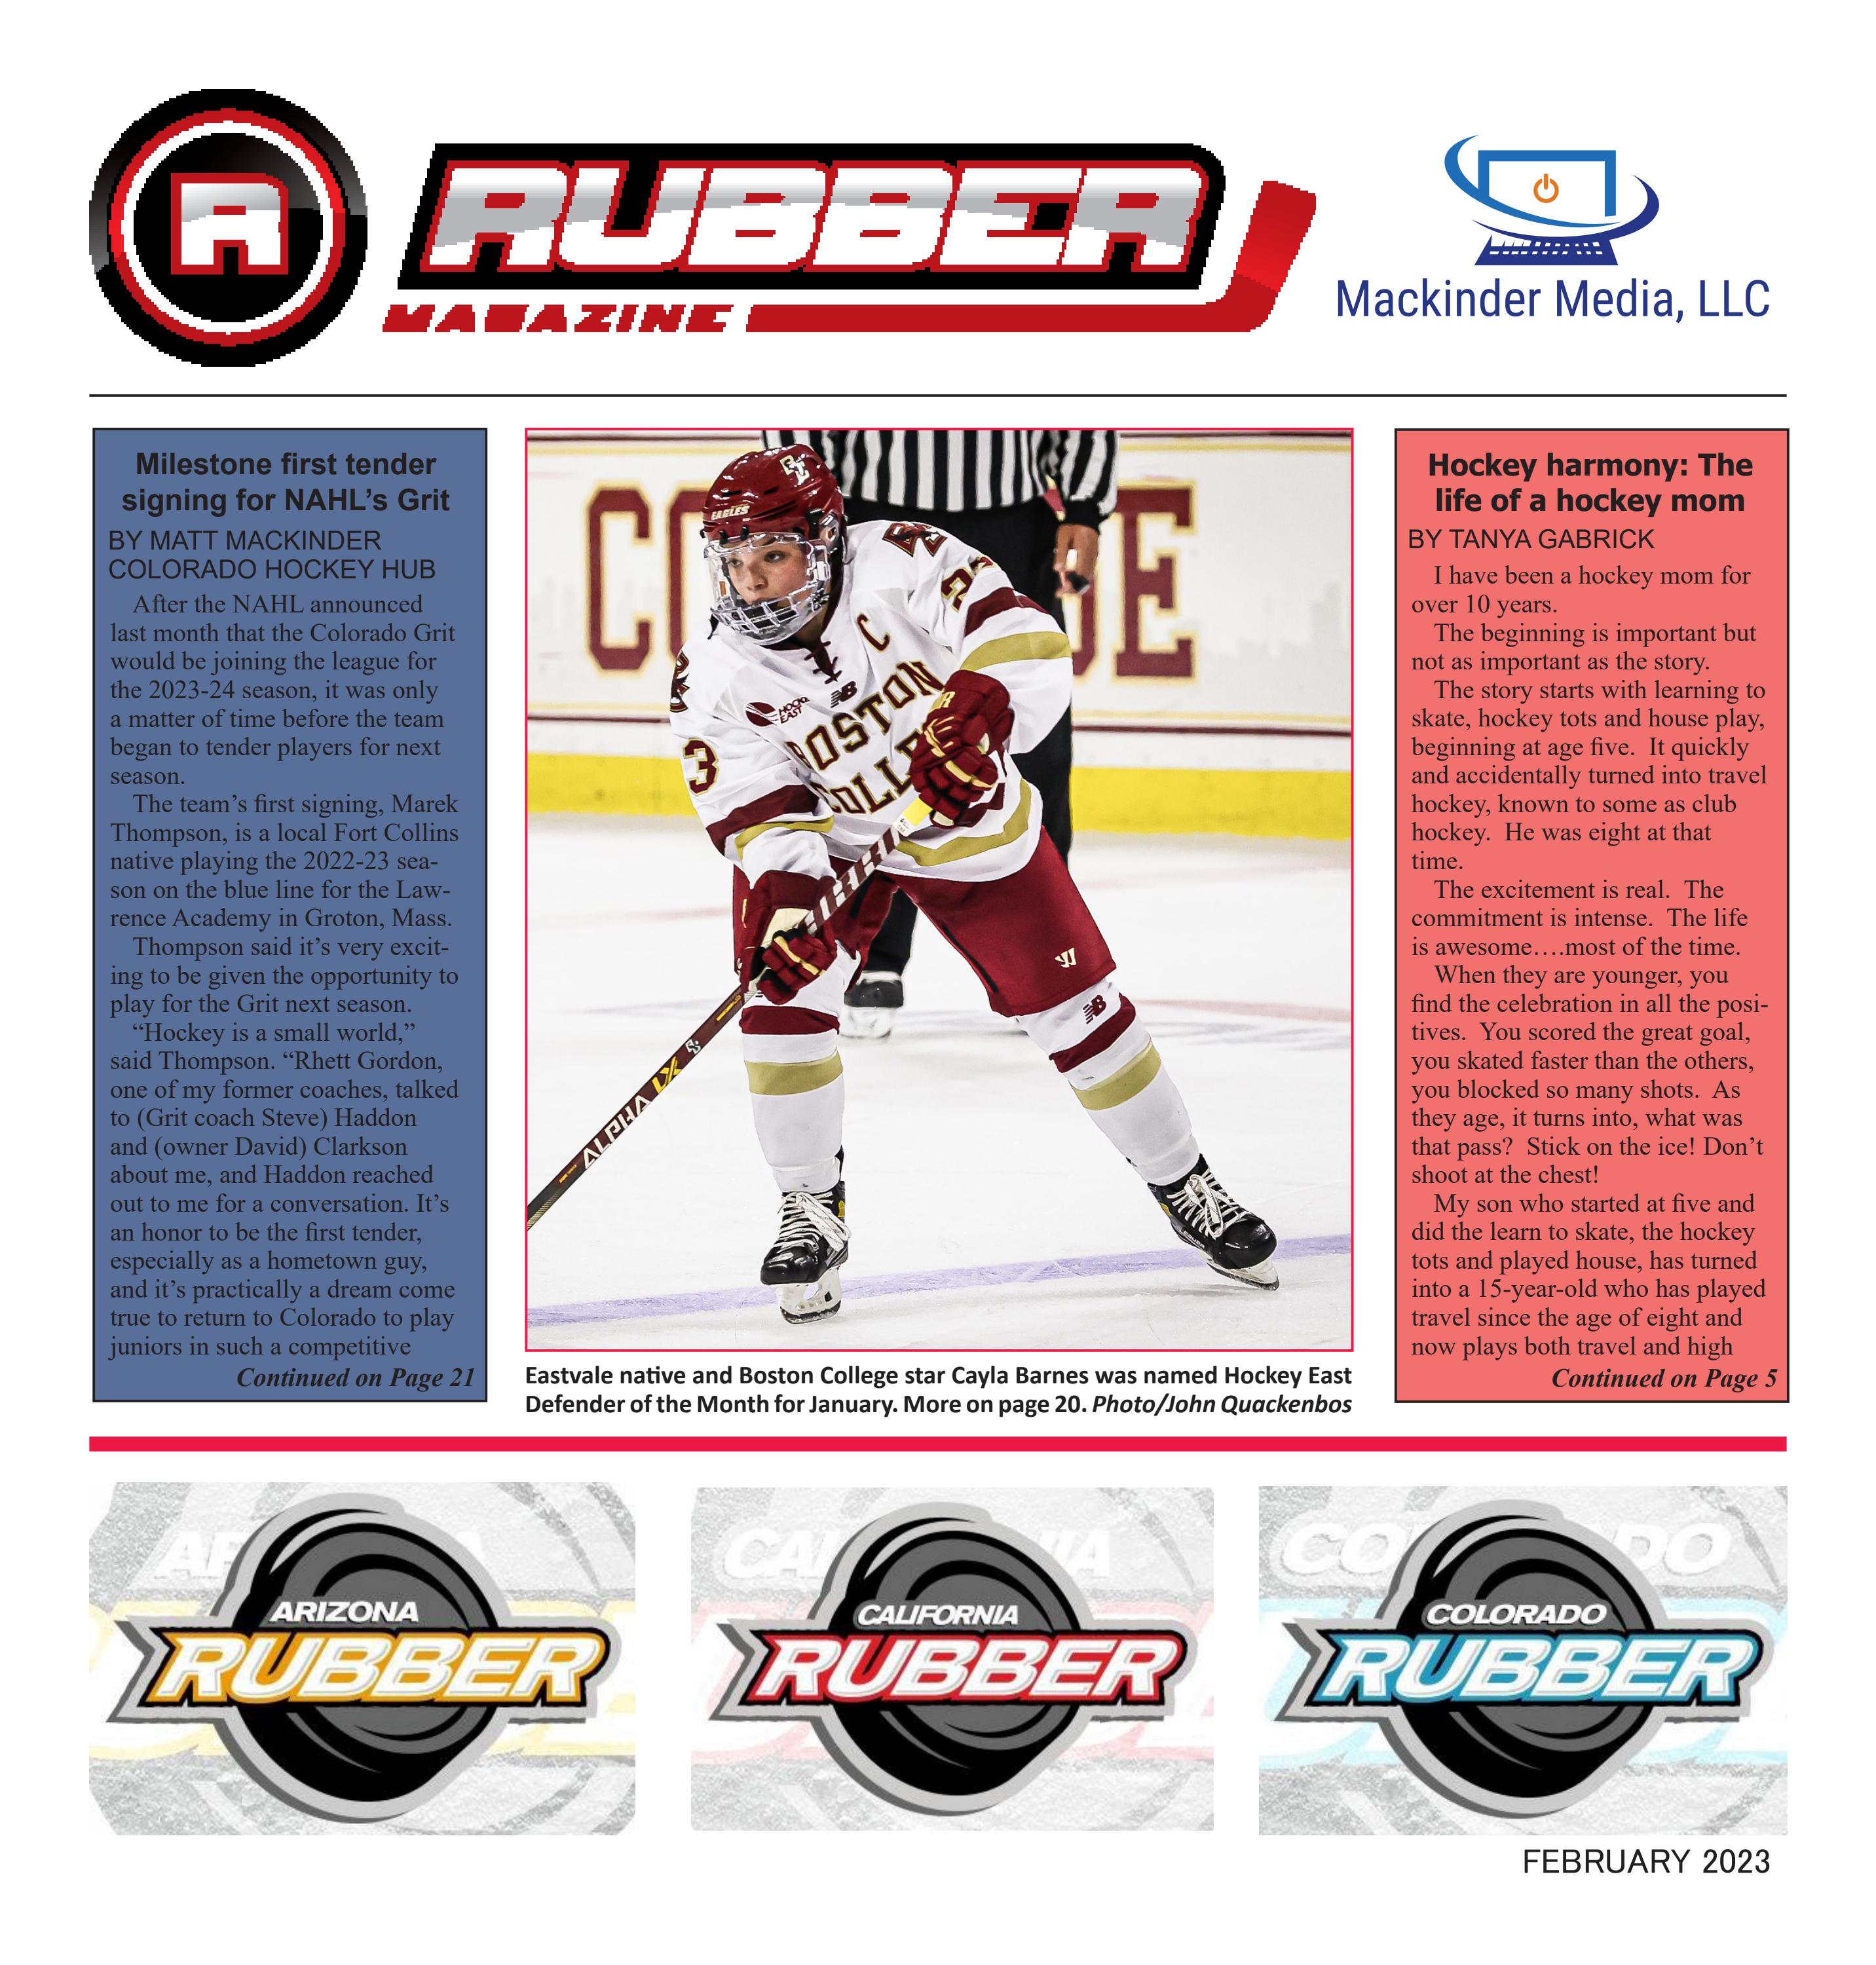 A
RUBBER
MAGAZINE
Mackinder Media, LLC
Milestone first tender
signing for NAHL's Grit
BY MATT MACKINDER
COLORADO HOCKEY HUB
After the NAHL announced
last month that the Colorado Grit
would be joining the league for
the 2023-24 season, it was only
a matter of time before the team
began to tender players for next
season.
The team's first signing, Marek
Thompson, is a local Fort Collins
native playing the 2022-23 sea-
son on the blue line for the Law-
rence Academy in Groton, Mass.
Thompson said it's very excit-
ing to be given the opportunity to
play for the Grit next season.
“Hockey is a small world,”
said Thompson. “Rhett Gordon,
one of my former coaches, talked
to (Grit coach Steve) Haddon
and (owner David) Clarkson
about me, and Haddon reached
out to me for a conversation. It's
an honor to be the first tender,
especially as a hometown guy,
and it's practically a dream come
true to return to Colorado to play
juniors in such a competitive
Continued on Page 21
EAGLES
C
HOCKEY
EAST
NB
BOSTON
COLLE
3
ALPHA LX
NB
Eastvale native and Boston College star Cayla Barnes was named Hockey East
Defender of the Month for January. More on page 20. Photo/John Quackenbos
Hockey harmony: The
life of a hockey mom
BY TANYA GABRICK
I have been a hockey mom for
over 10 years.
The beginning is important but
not as important as the story.
The story starts with learning to
skate, hockey tots and house play,
beginning at age five.  It quickly
and accidentally turned into travel
hockey, known to some as club
hockey.  He was eight at that
time.
The excitement is real.  The
commitment is intense.  The life
is awesome….most of the time.
When they are younger, you
find the celebration in all the posi-
tives.  You scored the great goal,
you skated faster than the others,
you blocked so many shots.  As
they age, it turns into, what was
that pass?  Stick on the ice! Don't
shoot at the chest!
My son who started at five and
did the learn to skate, the hockey
tots and played house, has turned
into a 15-year-old who has played
travel since the age of eight and
now plays both travel and high
Continued on Page 5
ARIZONA
RUBBER
CALIFORNIA
RUBBER
COLORADO
RUBBER
FEBRUARY 2023